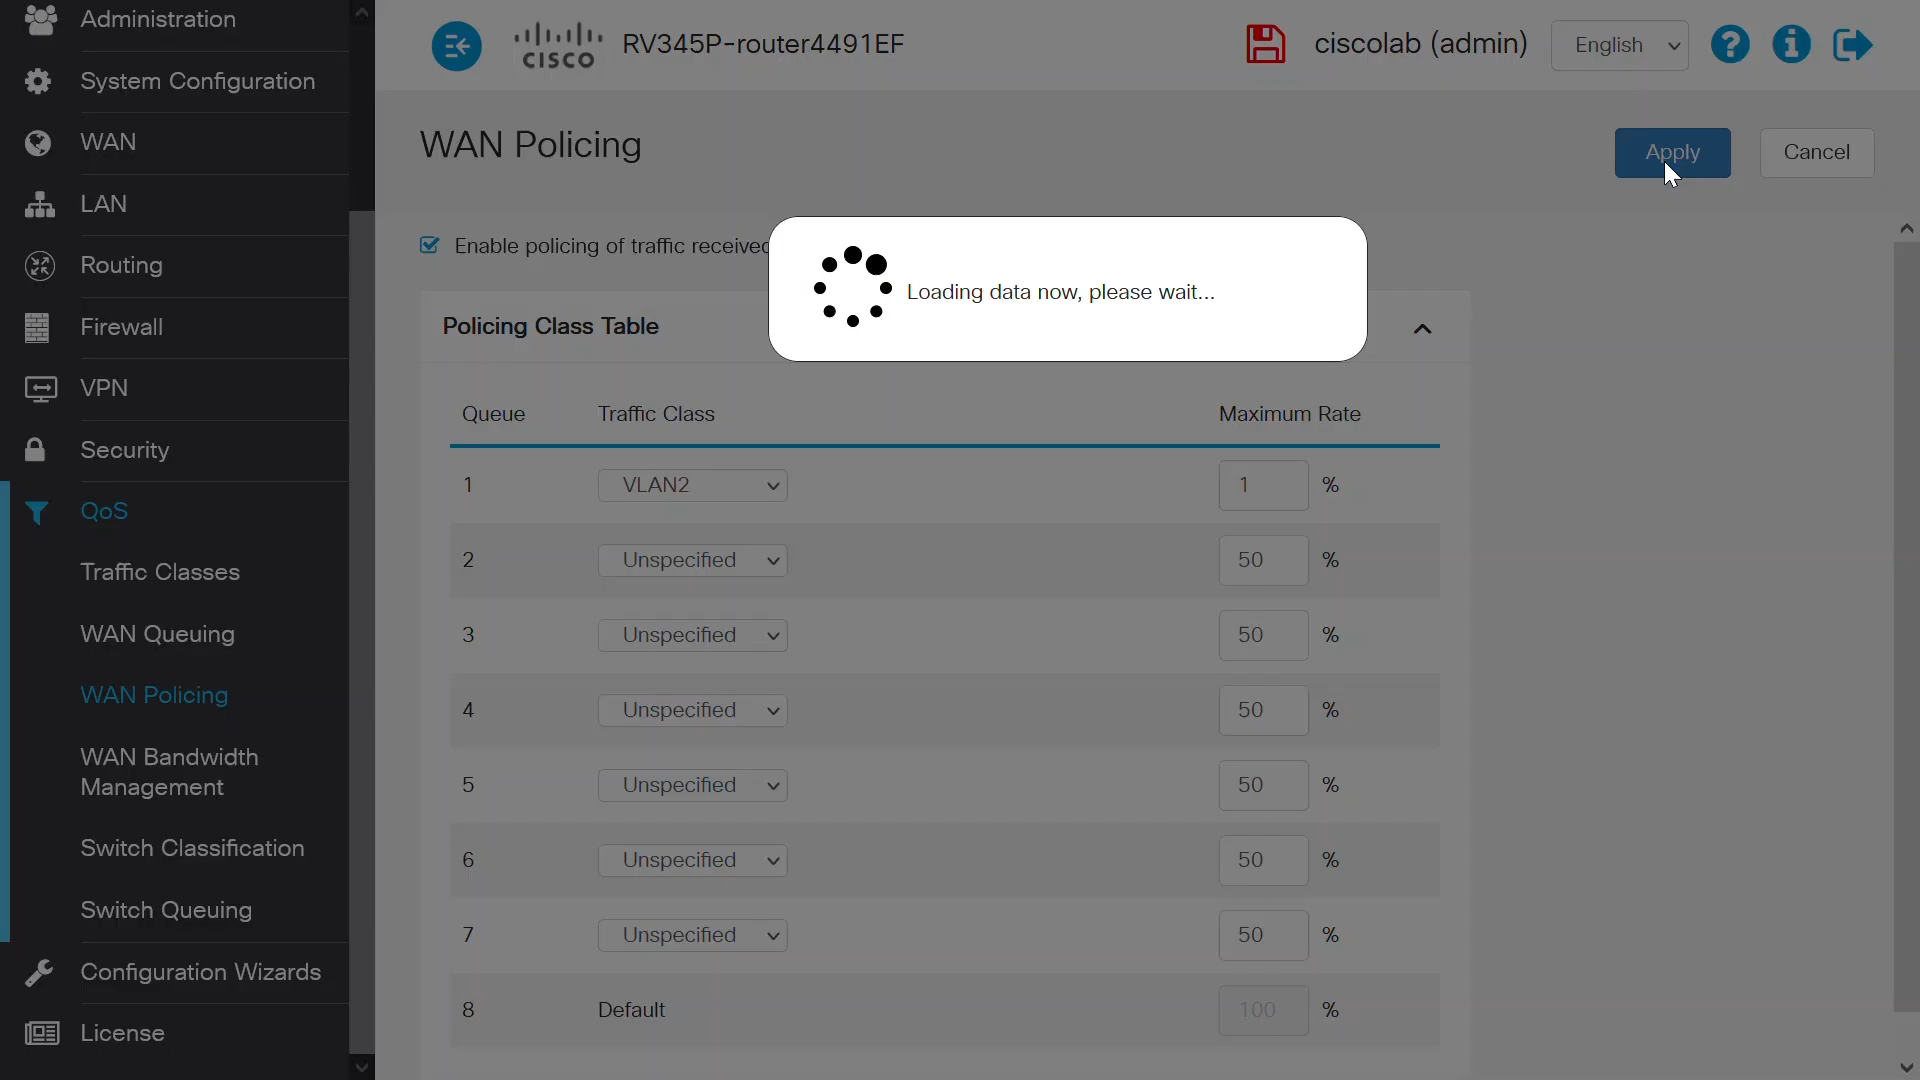 Administration
System Configuration
WAN
LAN
Routing
Firewall
VPN
Security
QoS
Traffic Classes
WAN Queuing
WAN Policing
WAN Bandwidth
Management
Switch Classification
Switch Queuing
Configuration Wizards
License
cisco RV345P-router4491EF ciscolab (admin) English
WAN Policing Apply Cancel
Enable policing of traffic received
Loading data now, please wait...
Policing Class Table
Queue Traffic Class Maximum Rate
1 VLAN2 1 %
2 Unspecified 50 %
3 Unspecified 50 %
4 Unspecified 50 %
5 Unspecified 50 %
6 Unspecified 50 %
7 Unspecified 50 %
8 Default 100 %